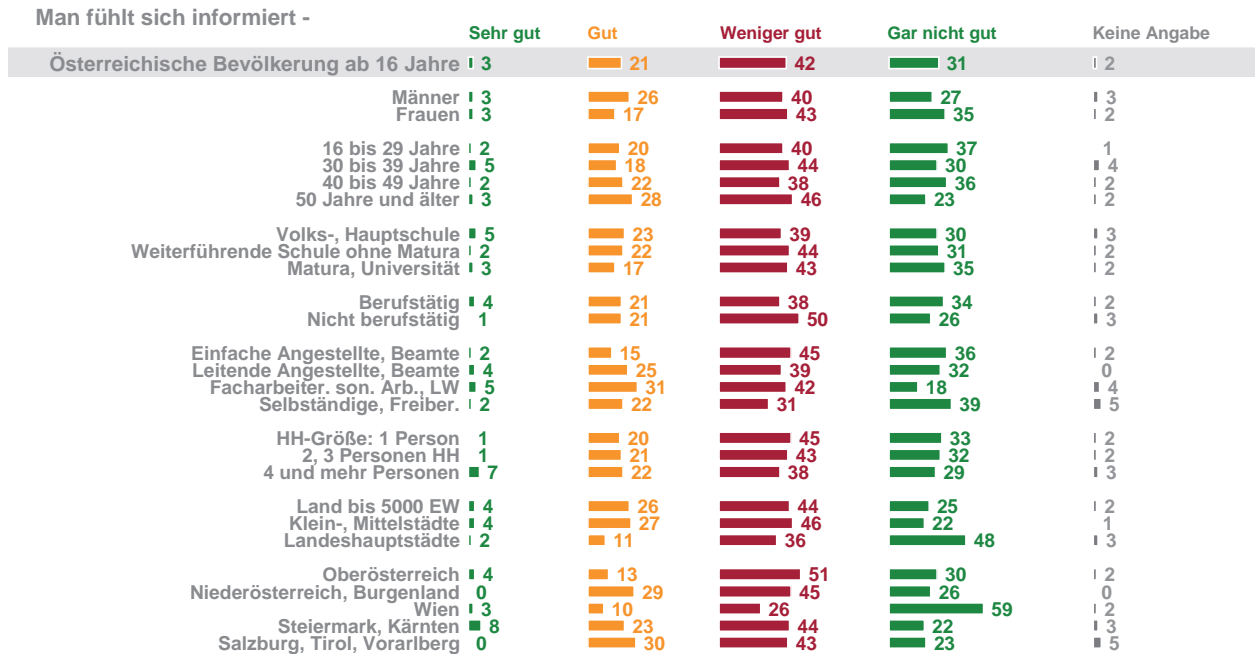 Man fühlt sich informiert -
Sehr gut Gut Weniger gut Gar nicht gut Keine Angabe
Österreichische Bevölkerung ab 16 Jahre 3 21 42 31 2
Männer 3 26 40 27 3
Frauen 3 17 43 35 2
16 bis 29 Jahre 2 20 40 37 1
30 bis 39 Jahre 5 18 44 30 4
40 bis 49 Jahre 2 22 38 36 2
50 Jahre und älter 3 28 46 23 2
Volks-, Hauptschule 5 23 39 30 3
Weiterführende Schule ohne Matura 2 22 44 31 2
Matura, Universität 3 17 43 35 2
Berufstätig 4 21 38 34 2
Nicht berufstätig 1 21 50 26 3
Einfache Angestellte, Beamte 2 15 45 36 2
Leitende Angestellte, Beamte 4 25 39 32 0
Facharbeiter. son. Arb., LW 5 31 42 18 4
Selbständige, Freiber. 2 22 31 39 5
HH-Größe: 1 Person 1 20 45 33 2
2, 3 Personen HH 1 21 43 32 2
4 und mehr Personen 7 22 38 29 3
Land bis 5000 EW 4 26 44 25 2
Klein-, Mittelstädte 4 27 46 22 1
Landeshauptstädte 2 11 36 48 3
Oberösterreich 4 13 51 30 2
Niederösterreich, Burgenland 0 29 45 26 0
Wien 3 10 26 59 2
Steiermark, Kärnten 8 23 44 22 3
Salzburg, Tirol, Vorarlberg 0 30 43 23 5